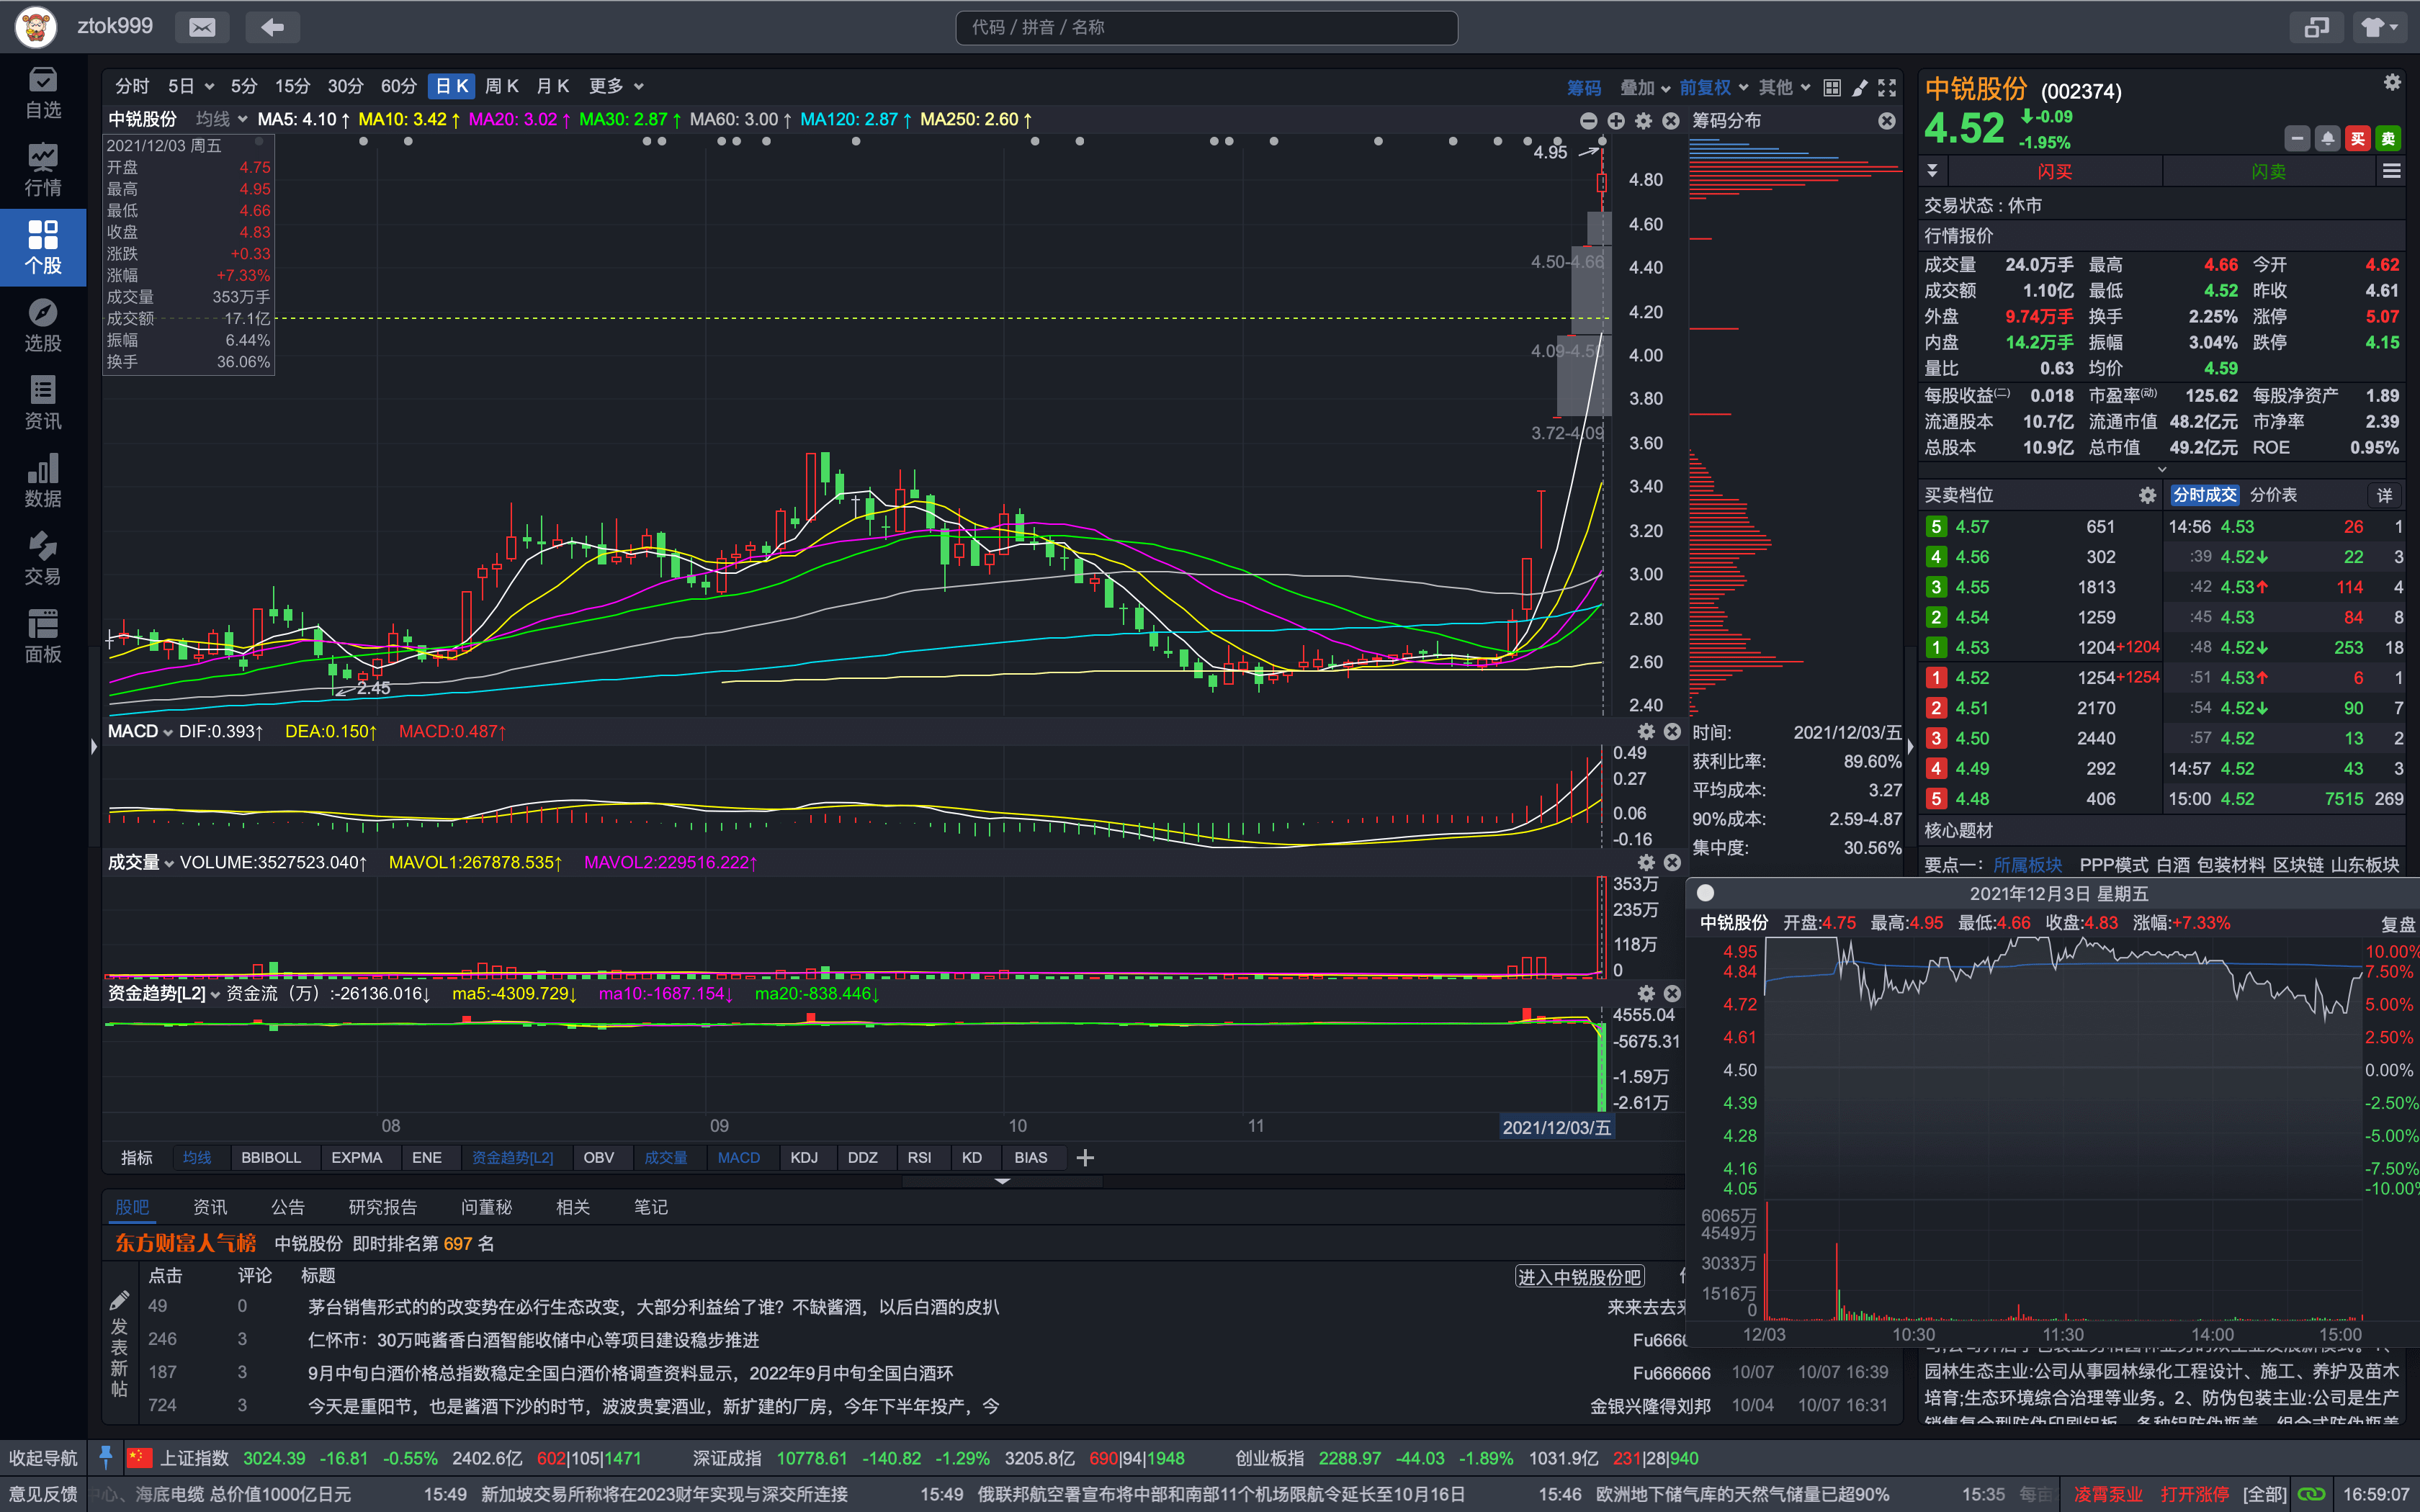 ztok999
代码 / 拼音 / 名称
自选
行情
个股
选股
资讯
数据
交易
面板
分时 5日 5分 15分 30分 60分 日K 周K 月K 更多 筹码 叠加 前复权 其他
中锐股份 均线 MA5: 4.10↑ MA10: 3.42↑ MA20: 3.02↑ MA30: 2.87↑ MA60: 3.00↑ MA120: 2.87↑ MA250: 2.60↑
2021/12/03 周五
开盘 4.75
最高 4.95
最低 4.66
收盘 4.83
涨跌 +0.33
涨幅 +7.33%
成交量 353万手
成交额 17.1亿
振幅 6.44%
换手 36.06%
4.95
4.50-4.66
4.09-4.50
3.72-4.09
2.45
4.80
4.60
4.40
4.20
4.00
3.80
3.60
3.40
3.20
3.00
2.80
2.60
2.40
筹码分布
时间: 2021/12/03/五
获利比率: 89.60%
平均成本: 3.27
90%成本: 2.59-4.87
集中度: 30.56%
MACD DIF:0.393↑ DEA:0.150↑ MACD:0.487↑
0.49
0.27
0.06
-0.16
成交量 VOLUME:3527523.040↑ MAVOL1:267878.535↑ MAVOL2:229516.222↑
353万
235万
118万
0
资金趋势[L2] 资金流（万）:-26136.016↓ ma5:-4309.729↓ ma10:-1687.154↓ ma20:-838.446↓
4555.04
-5675.31
-1.59万
-2.61万
08 09 10 11 2021/12/03/五
指标 均线 BBIBOLL EXPMA ENE 资金趋势[L2] OBV 成交量 MACD KDJ DDZ RSI KD BIAS
股吧 资讯 公告 研究报告 问董秘 相关 笔记
东方财富人气榜 中锐股份 即时排名第 697 名
点击 评论 标题 进入中锐股份吧
发表新帖
49 0 茅台销售形式的的改变势在必行生态改变，大部分利益给了谁？不缺酱酒，以后白酒的皮扒 来来去去来
246 3 仁怀市：30万吨酱香白酒智能收储中心等项目建设稳步推进 Fu6666
187 3 9月中旬白酒价格总指数稳定全国白酒价格调查资料显示，2022年9月中旬全国白酒环 Fu666666 10/07 10/07 16:39
724 3 今天是重阳节，也是酱酒下沙的时节，波波贵宴酒业，新扩建的厂房，今年下半年投产，今 金银兴隆得刘邦 10/04 10/07 16:31
中锐股份 (002374)
4.52 -0.09
-1.95%
买 卖
闪买 闪卖
交易状态 : 休市
行情报价
成交量 24.0万手 最高 4.66 今开 4.62
成交额 1.10亿 最低 4.52 昨收 4.61
外盘 9.74万手 换手 2.25% 涨停 5.07
内盘 14.2万手 振幅 3.04% 跌停 4.15
量比 0.63 均价 4.59
每股收益(二) 0.018 市盈率(动) 125.62 每股净资产 1.89
流通股本 10.7亿 流通市值 48.2亿元 市净率 2.39
总股本 10.9亿 总市值 49.2亿元 ROE 0.95%
买卖档位 分时成交 分价表 详
5 4.57 651 14:56 4.53 26 1
4 4.56 302 :39 4.52↓ 22 3
3 4.55 1813 :42 4.53↑ 114 4
2 4.54 1259 :45 4.53 84 8
1 4.53 1204+1204 :48 4.52↓ 253 18
1 4.52 1254+1254 :51 4.53↑ 6 1
2 4.51 2170 :54 4.52↓ 90 7
3 4.50 2440 :57 4.52 13 2
4 4.49 292 14:57 4.52 43 3
5 4.48 406 15:00 4.52 7515 269
核心题材
要点一： 所属板块 PPP模式 白酒 包装材料 区块链 山东板块
2021年12月3日 星期五
中锐股份 开盘:4.75 最高:4.95 最低:4.66 收盘:4.83 涨幅:+7.33% 复盘
4.95 10.00%
4.84 7.50%
4.72 5.00%
4.61 2.50%
4.50 0.00%
4.39 -2.50%
4.28 -5.00%
4.16 -7.50%
4.05 -10.00%
6065万
4549万
3033万
1516万
0
12/03 10:30 11:30 14:00 15:00
园林生态主业:公司从事园林绿化工程设计、施工、养护及苗木
培育;生态环境综合治理等业务。2、防伪包装主业:公司是生产
销售复合型防伪印刷铝板、各种铝防伪瓶盖、组合式防伪瓶盖
收起导航 上证指数 3024.39 -16.81 -0.55% 2402.6亿 602|105|1471 深证成指 10778.61 -140.82 -1.29% 3205.8亿 690|94|1948 创业板指 2288.97 -44.03 -1.89% 1031.9亿 231|28|940
意见反馈 中心、海底电缆 总价值1000亿日元 15:49 新加坡交易所称将在2023财年实现与深交所连接 15:49 俄联邦航空署宣布将中部和南部11个机场限航令延长至10月16日 15:46 欧洲地下储气库的天然气储量已超90% 15:35 每亩 凌霄泵业 打开涨停 [全部] 16:59:07